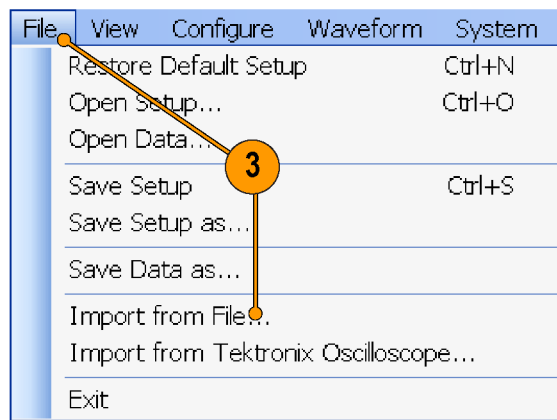 File View Configure Waveform System
Restore Default Setup Ctrl+N
Open Setup... Ctrl+O
Open Data...
3
Save Setup Ctrl+S
Save Setup as...
Save Data as...
Import from File...
Import from Tektronix Oscilloscope...
Exit